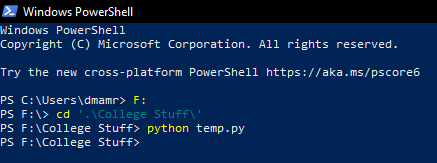 Windows PowerShell
Windows PowerShell
Copyright (C) Microsoft Corporation. All rights reserved.
Try the new cross-platform PowerShell https://aka.ms/pscore6
PS C:\Users\dmamr> F:
PS F:\> cd '.\College Stuff\'
PS F:\College Stuff> python temp.py
PS F:\College Stuff>